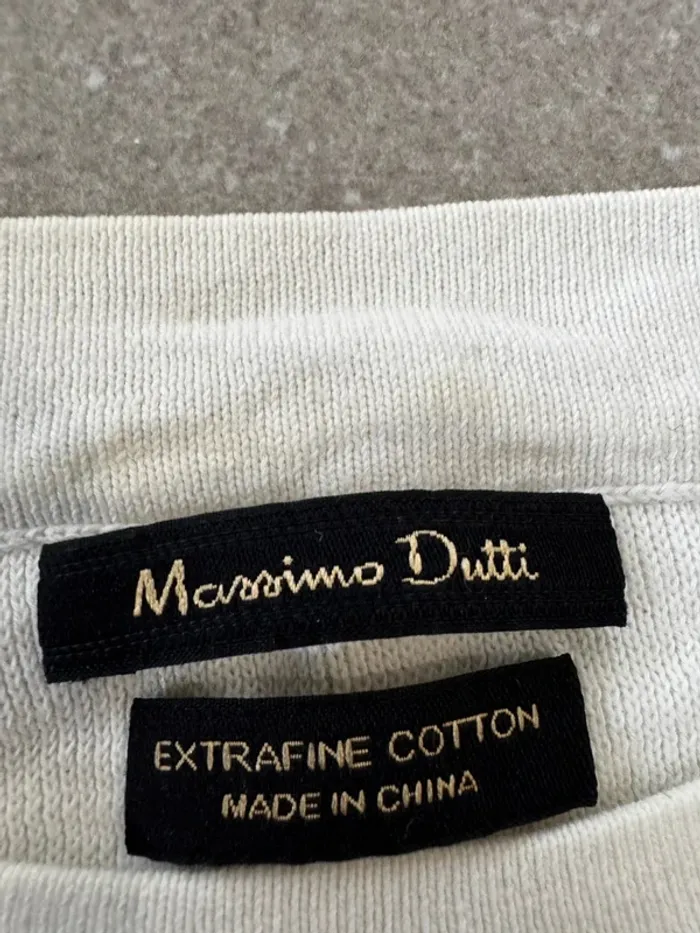 Massimo Dutti
EXTRAFINE COTTON
MADE IN CHINA